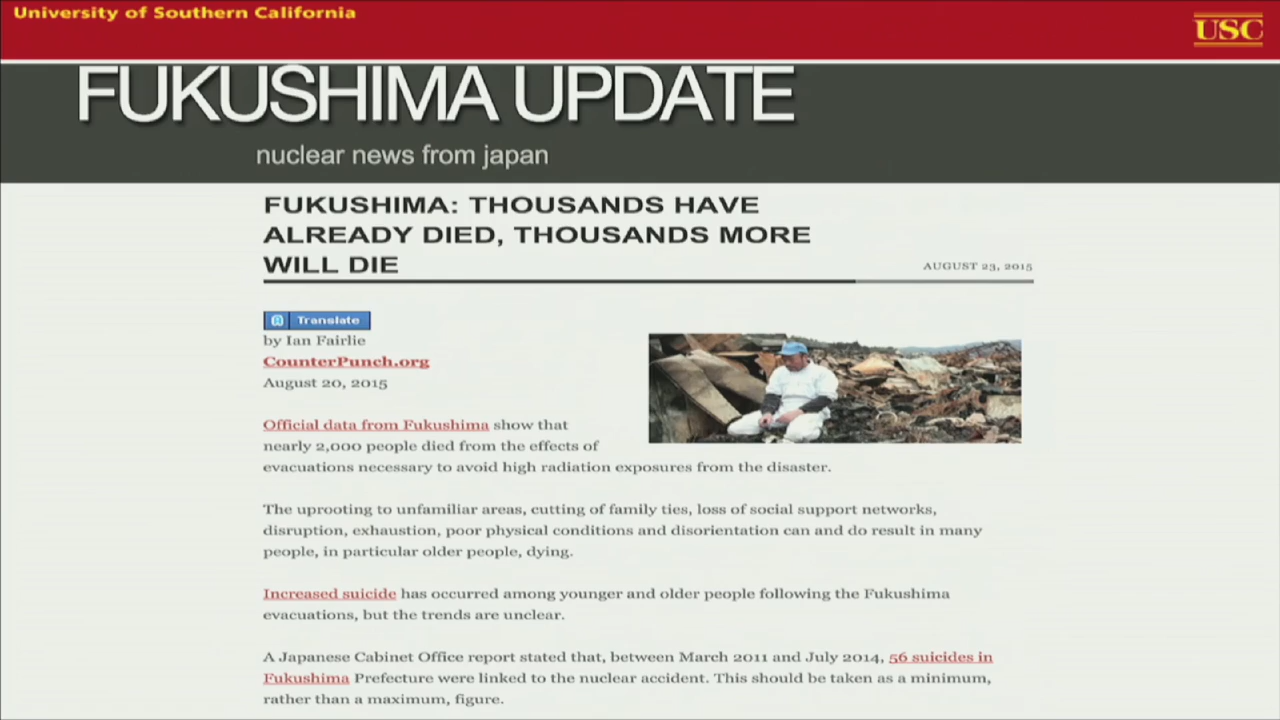 University of Southern California
USC
FUKUSHIMA UPDATE
nuclear news from japan
FUKUSHIMA: THOUSANDS HAVE
ALREADY DIED, THOUSANDS MORE
WILL DIE
AUGUST 23, 2015
Translate
by Ian Fairlie
CounterPunch.org
August 20, 2015
Official data from Fukushima show that
nearly 2,000 people died from the effects of
evacuations necessary to avoid high radiation exposures from the disaster.
The uprooting to unfamiliar areas, cutting of family ties, loss of social support networks,
disruption, exhaustion, poor physical conditions and disorientation can and do result in many
people, in particular older people, dying.
Increased suicide has occurred among younger and older people following the Fukushima
evacuations, but the trends are unclear.
A Japanese Cabinet Office report stated that, between March 2011 and July 2014, 56 suicides in
Fukushima Prefecture were linked to the nuclear accident. This should be taken as a minimum,
rather than a maximum, figure.